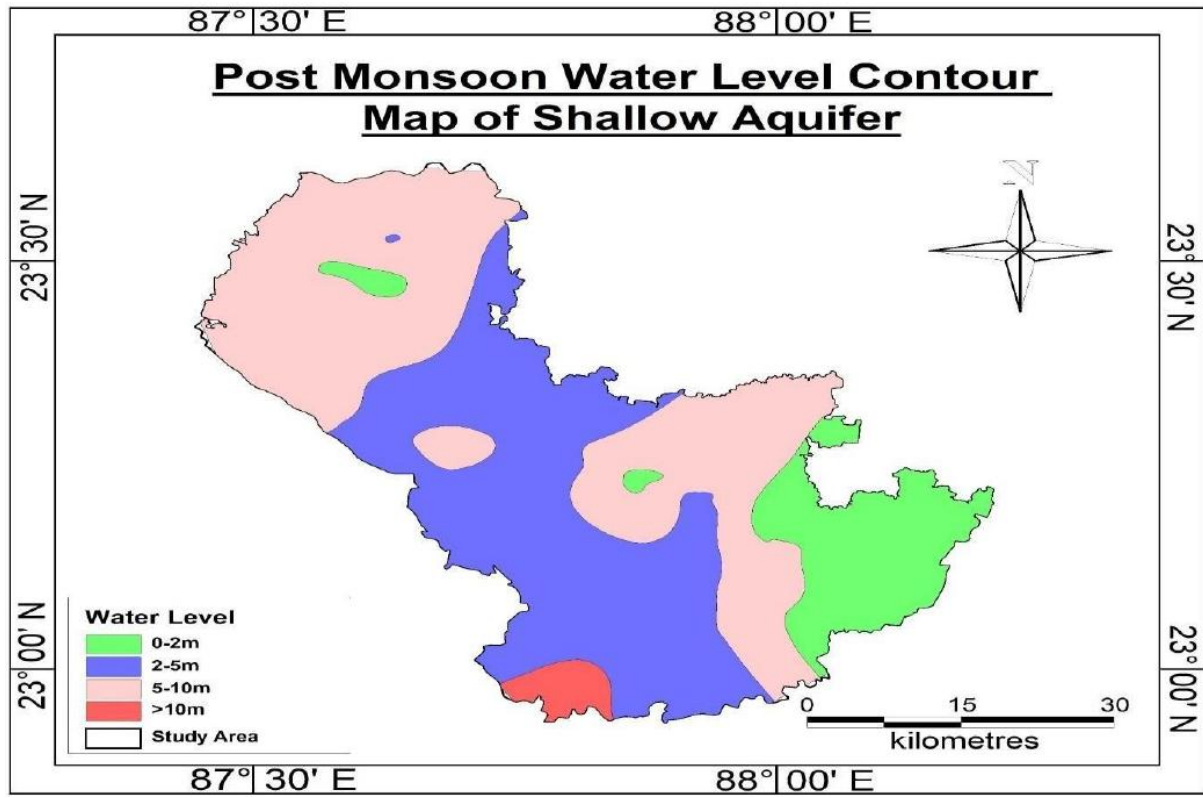 87° 30' E 88° 00' E
Post Monsoon Water Level Contour
Map of Shallow Aquifer
N
23° 30' N
23° 30' N
Water Level
0-2m
2-5m
5-10m
>10m
Study Area
23° 00' N
23° 00' N
0 15 30
kilometres
87° 30' E 88° 00' E